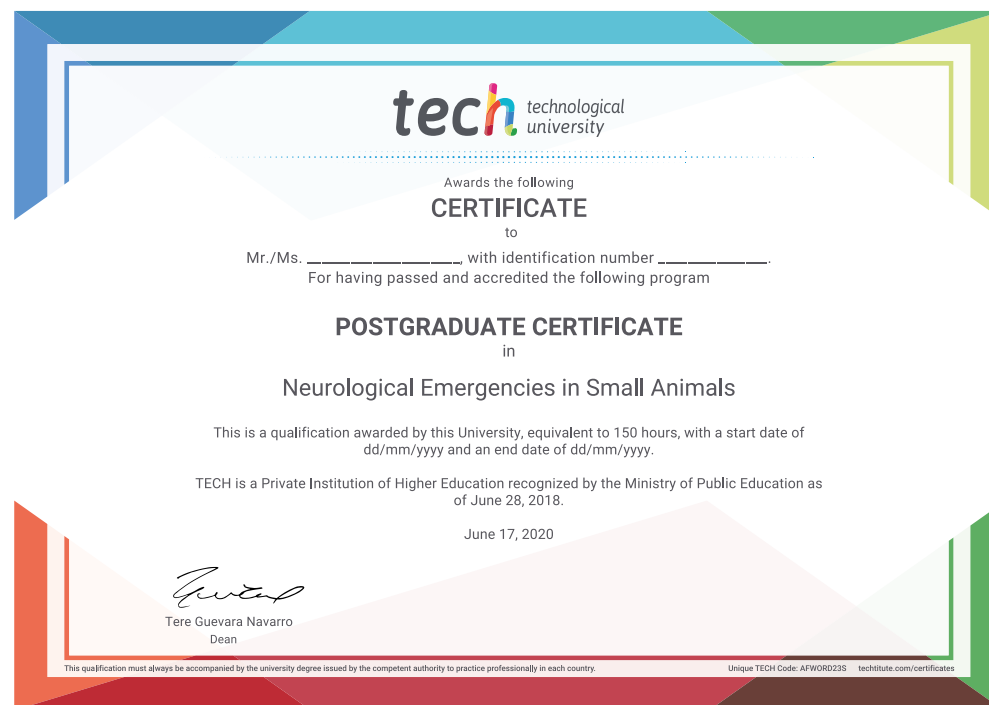 tech technological
university
Awards the following
CERTIFICATE
to
Mr./Ms. ____________________, with identification number ______________.
For having passed and accredited the following program
POSTGRADUATE CERTIFICATE
in
Neurological Emergencies in Small Animals
This is a qualification awarded by this University, equivalent to 150 hours, with a start date of
dd/mm/yyyy and an end date of dd/mm/yyyy.
TECH is a Private Institution of Higher Education recognized by the Ministry of Public Education as
of June 28, 2018.
June 17, 2020
Tere Guevara Navarro
Dean
This qualification must always be accompanied by the university degree issued by the competent authority to practice professionally in each country. Unique TECH Code: AFWORD23S techtitute.com/certificates